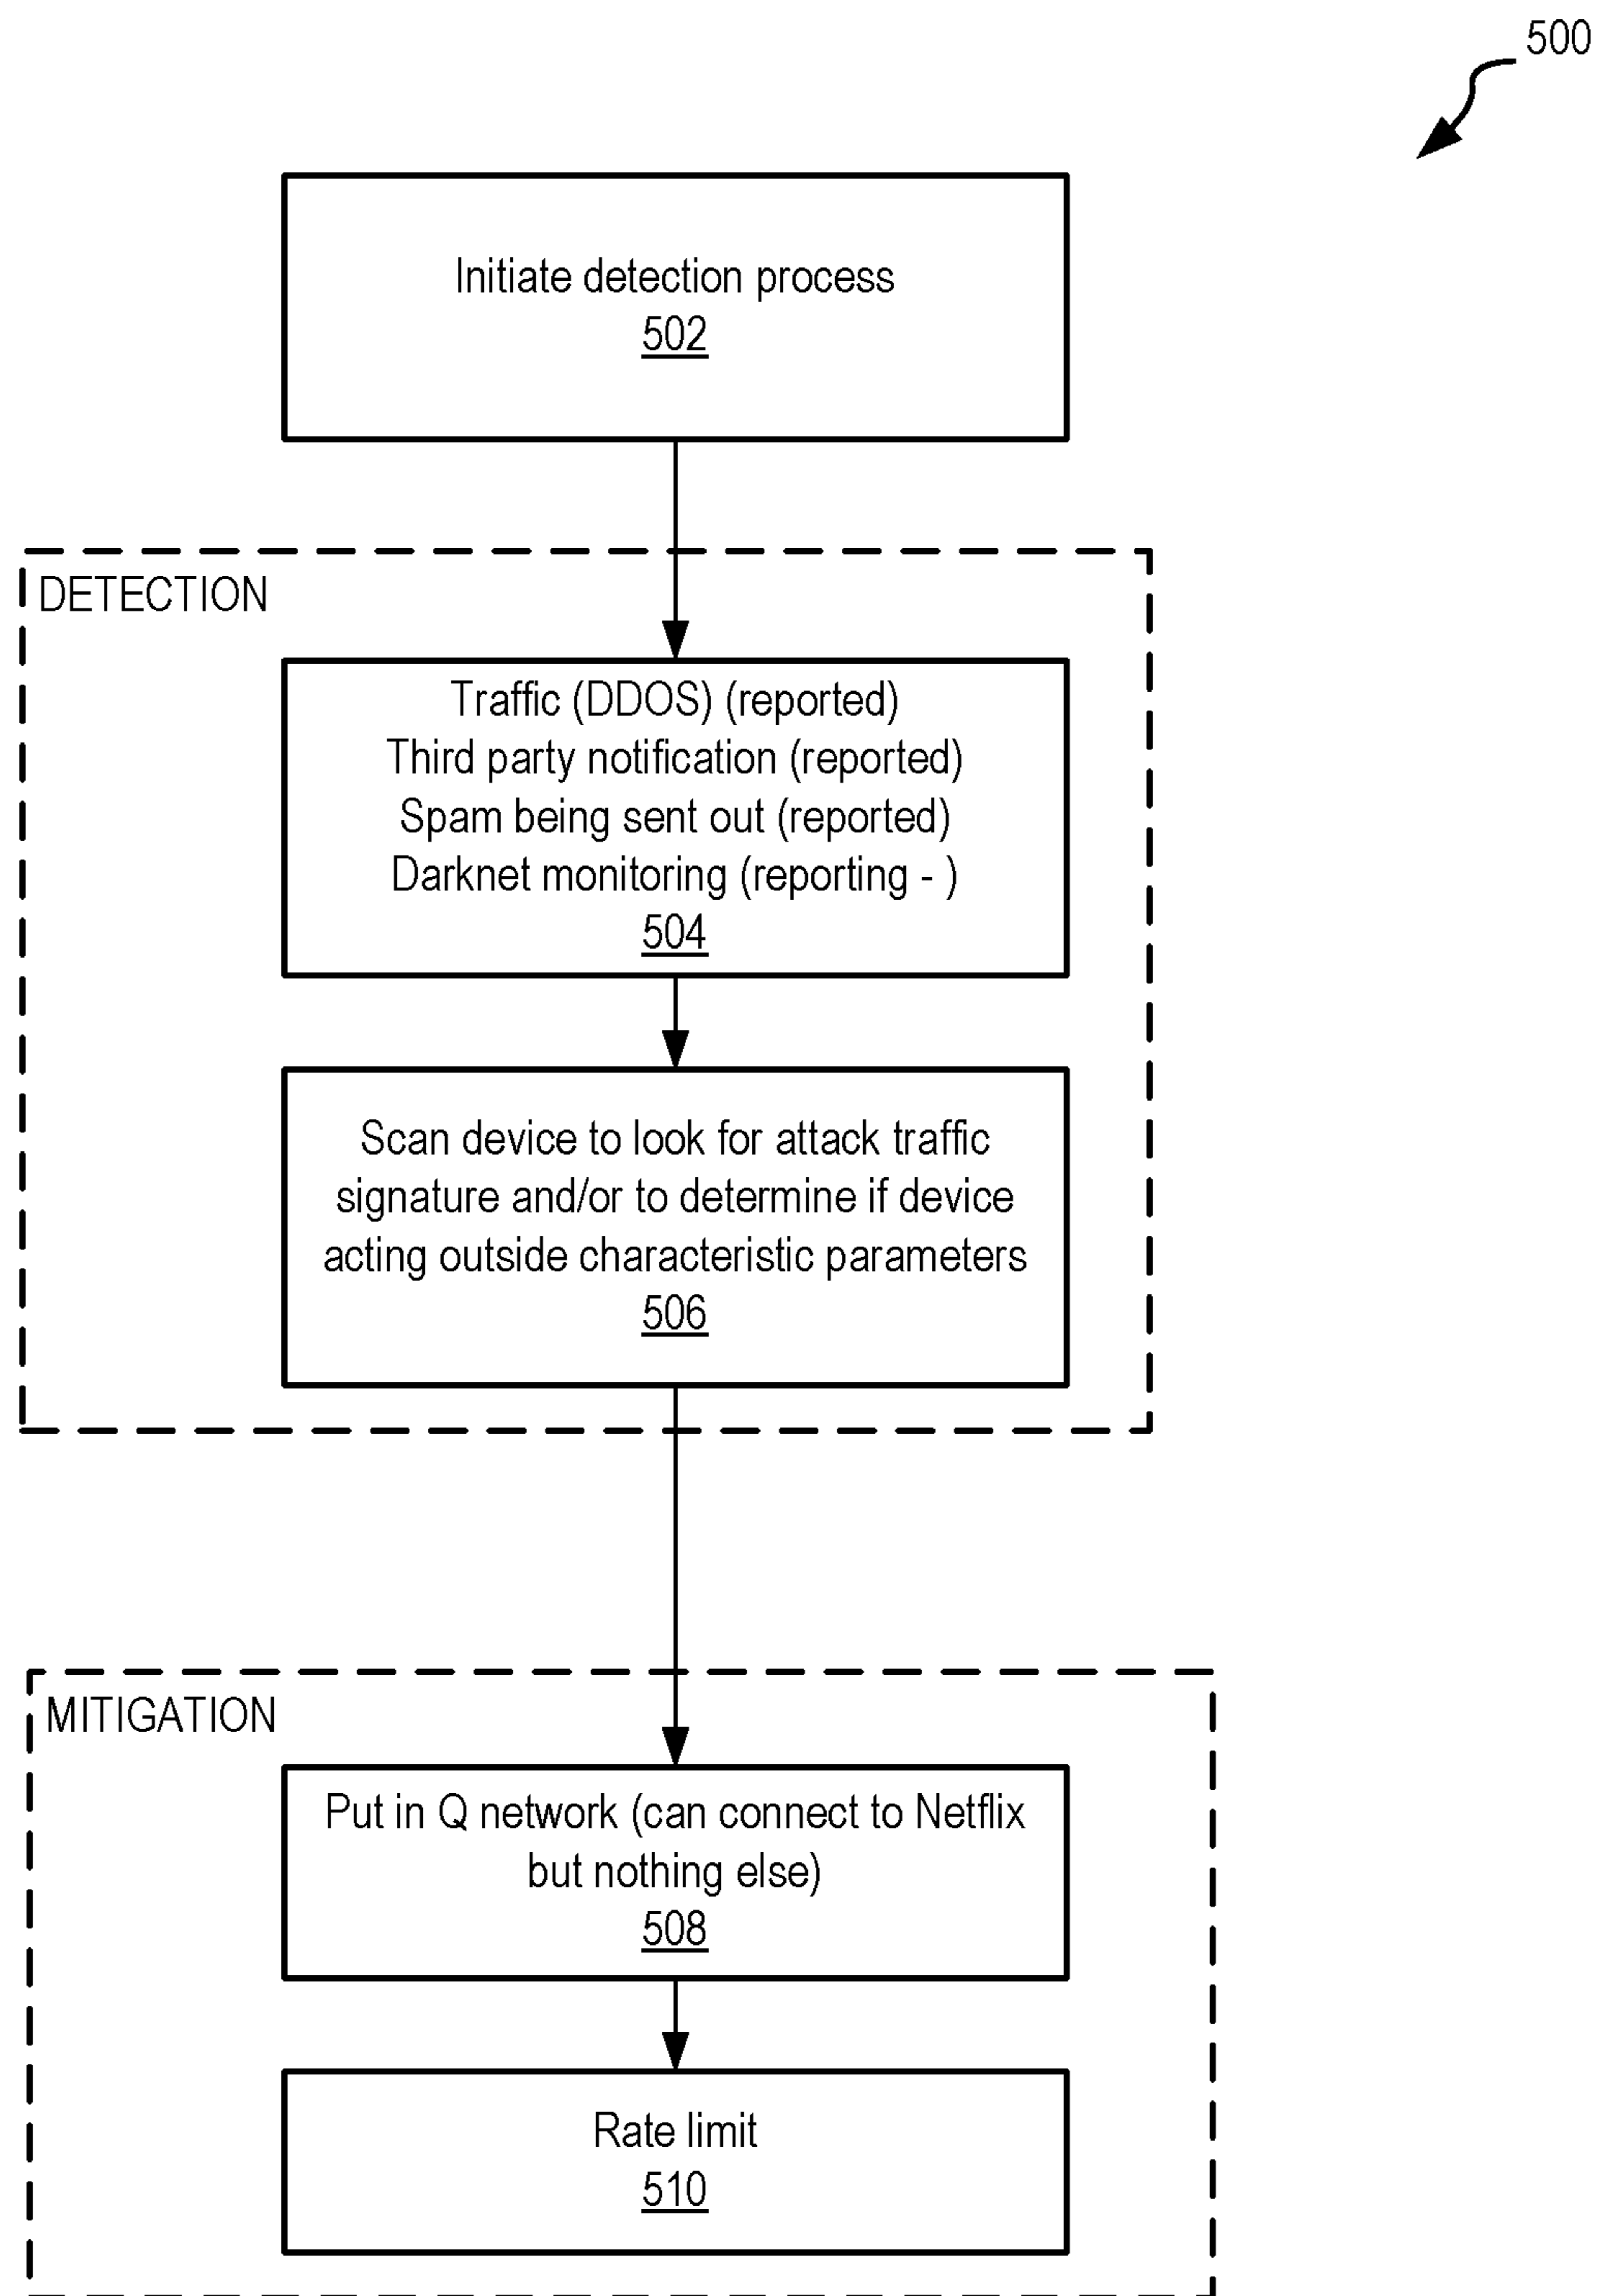 500
Initiate detection process
502
DETECTION
Traffic (DDOS) (reported)
Third party notification (reported)
Spam being sent out (reported)
Darknet monitoring (reporting - )
504
Scan device to look for attack traffic
signature and/or to determine if device
acting outside characteristic parameters
506
MITIGATION
Put in Q network (can connect to Netflix
but nothing else)
508
Rate limit
510